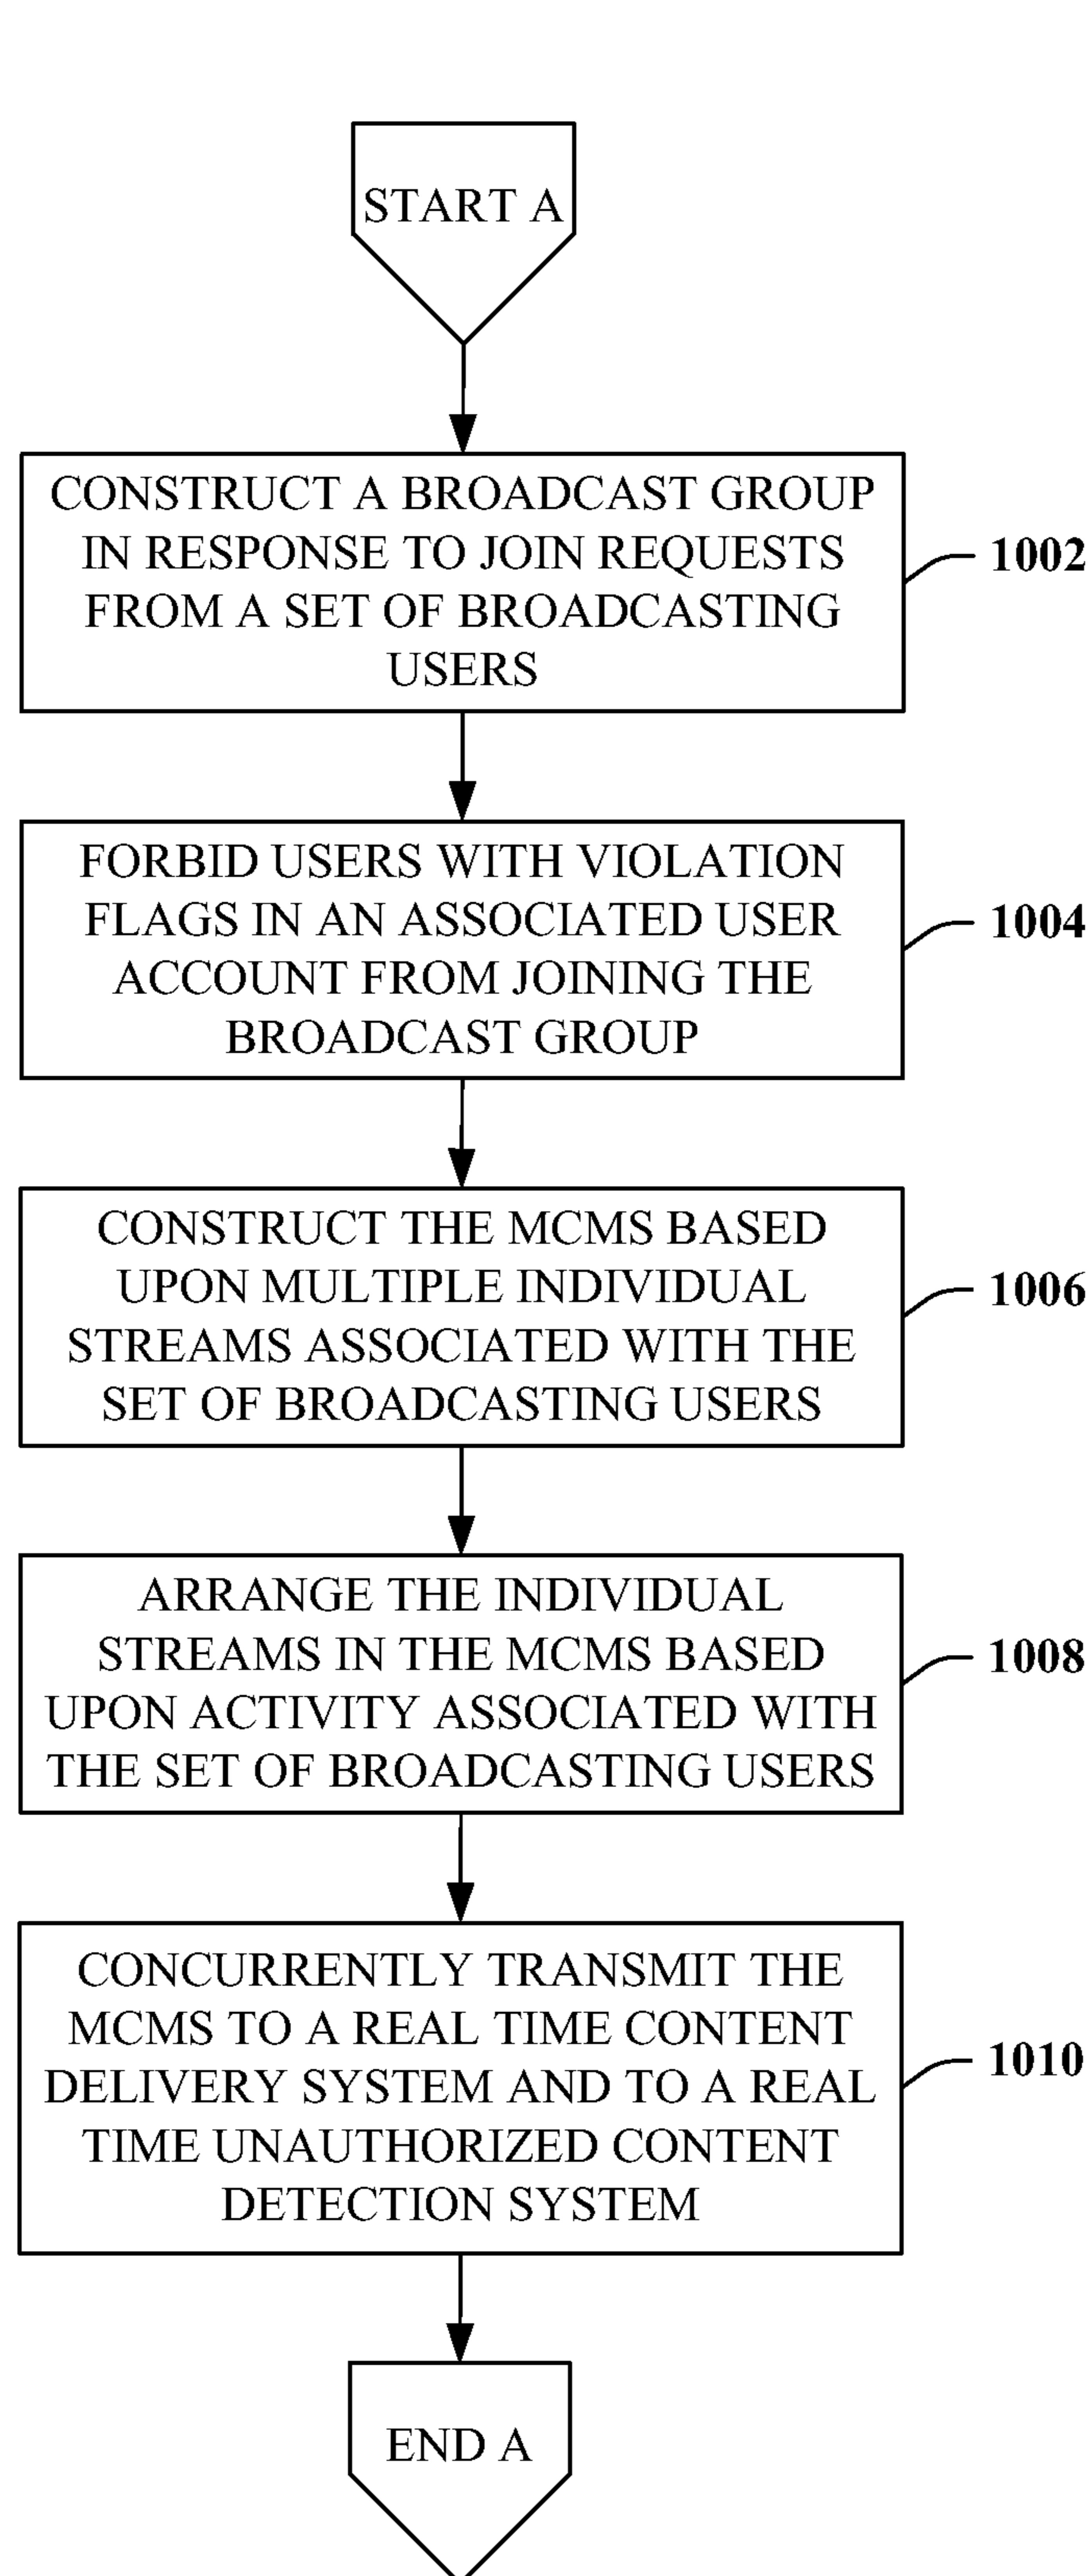 START A
CONSTRUCT A BROADCAST GROUP
IN RESPONSE TO JOIN REQUESTS
FROM A SET OF BROADCASTING
USERS
1002
FORBID USERS WITH VIOLATION
FLAGS IN AN ASSOCIATED USER
ACCOUNT FROM JOINING THE
BROADCAST GROUP
1004
CONSTRUCT THE MCMS BASED
UPON MULTIPLE INDIVIDUAL
STREAMS ASSOCIATED WITH THE
SET OF BROADCASTING USERS
1006
ARRANGE THE INDIVIDUAL
STREAMS IN THE MCMS BASED
UPON ACTIVITY ASSOCIATED WITH
THE SET OF BROADCASTING USERS
1008
CONCURRENTLY TRANSMIT THE
MCMS TO A REAL TIME CONTENT
DELIVERY SYSTEM AND TO A REAL
TIME UNAUTHORIZED CONTENT
DETECTION SYSTEM
1010
END A